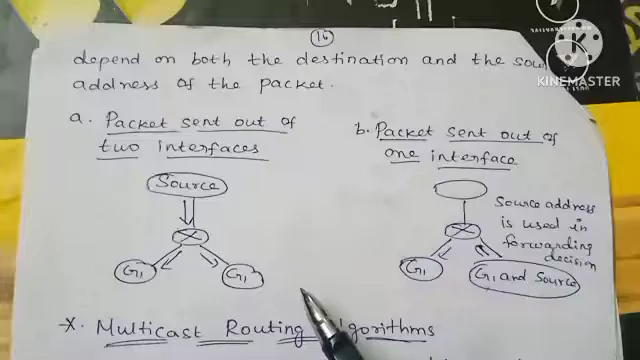 16
depend on both the destination and the
address of the packet.
KINEMASTER
a. Packet sent out of
two interfaces
Source
G1
G1
b. Packet sent out of
one interface
Source address
is used in
forwarding
decision
G1
G1 and Source
X. Multicast Routing Algorithms